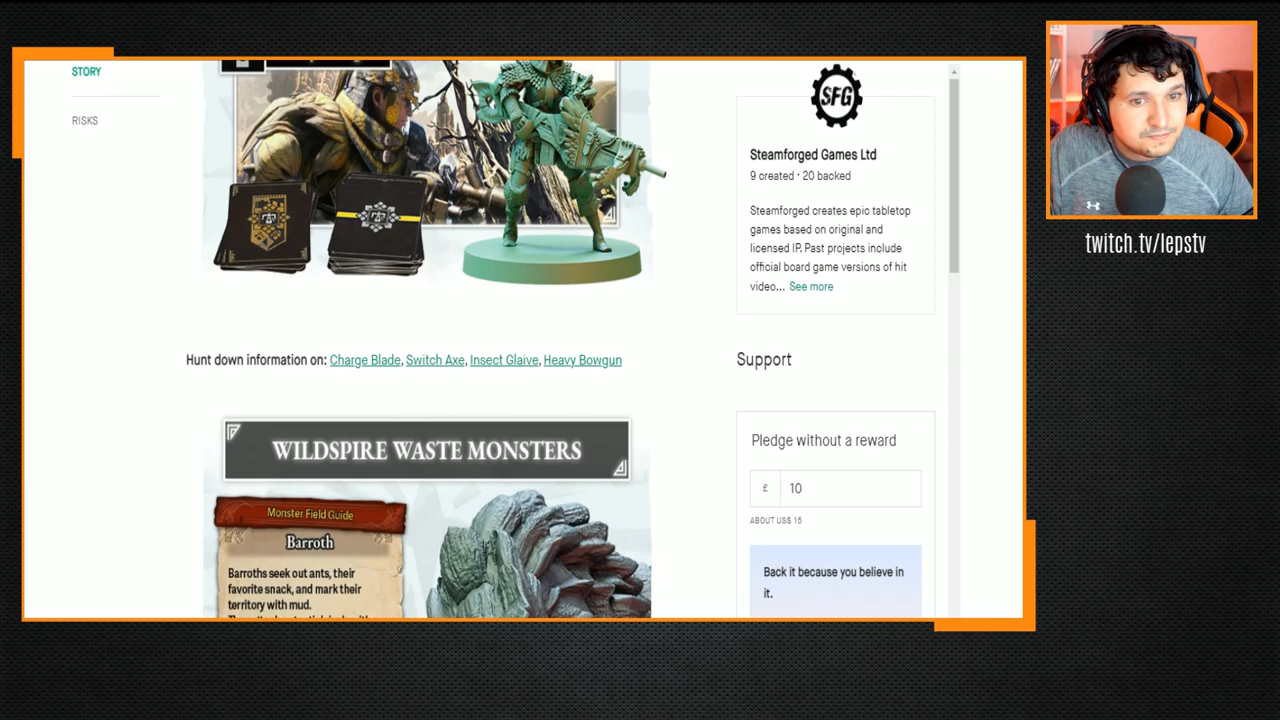 STORY
RISKS
SFG
Steamforged Games Ltd
9 created · 20 backed
Steamforged creates epic tabletop
games based on original and
licensed IP. Past projects include
official board game versions of hit
video... See more
Hunt down information on: Charge Blade, Switch Axe, Insect Glaive, Heavy Bowgun
Support
WILDSPIRE WASTE MONSTERS
Pledge without a reward
£ 10
ABOUT US$ 15
Monster Field Guide
Barroth
Barroths seek out ants, their
favorite snack, and mark their
territory with mud.
Back it because you believe in
it.
twitch.tv/lepstv